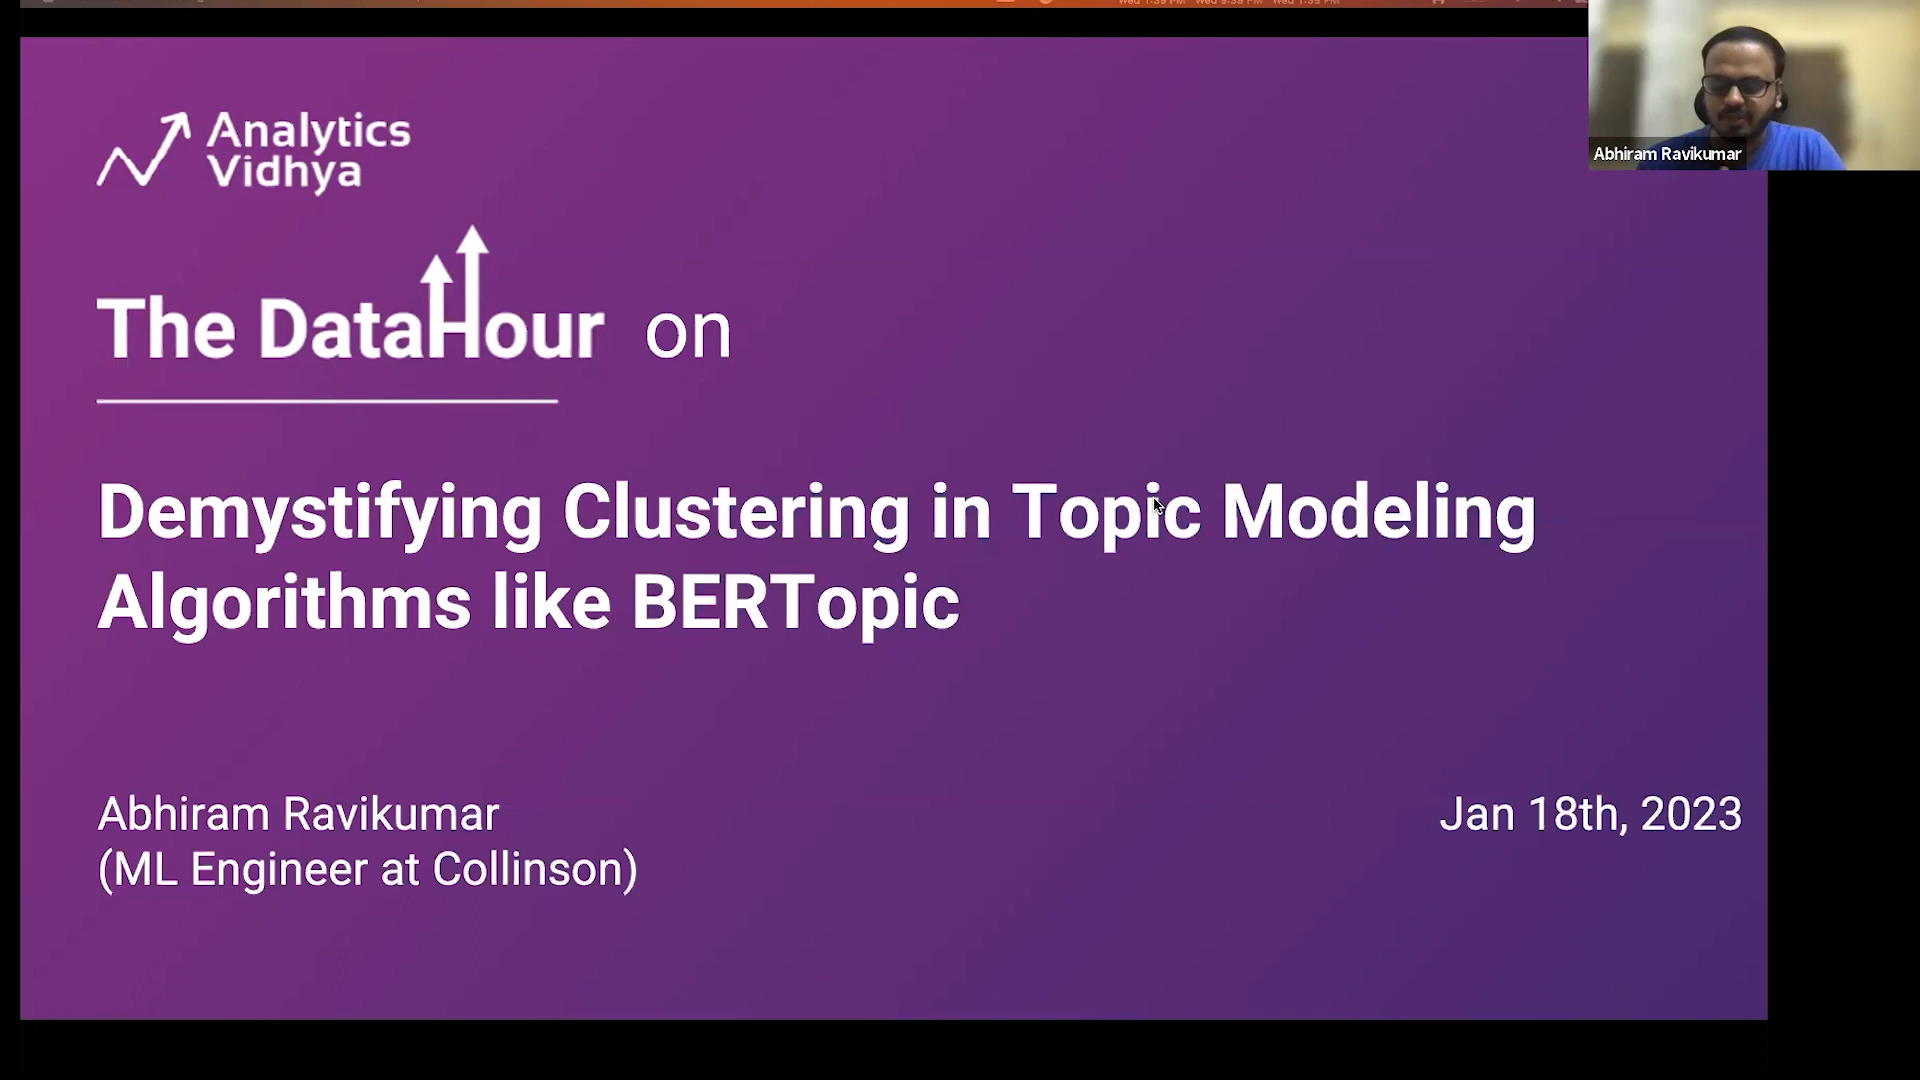 Analytics
Vidhya
The DataHour on
Demystifying Clustering in Topic Modeling
Algorithms like BERTopic
Abhiram Ravikumar
(ML Engineer at Collinson)
Jan 18th, 2023
Abhiram Ravikumar